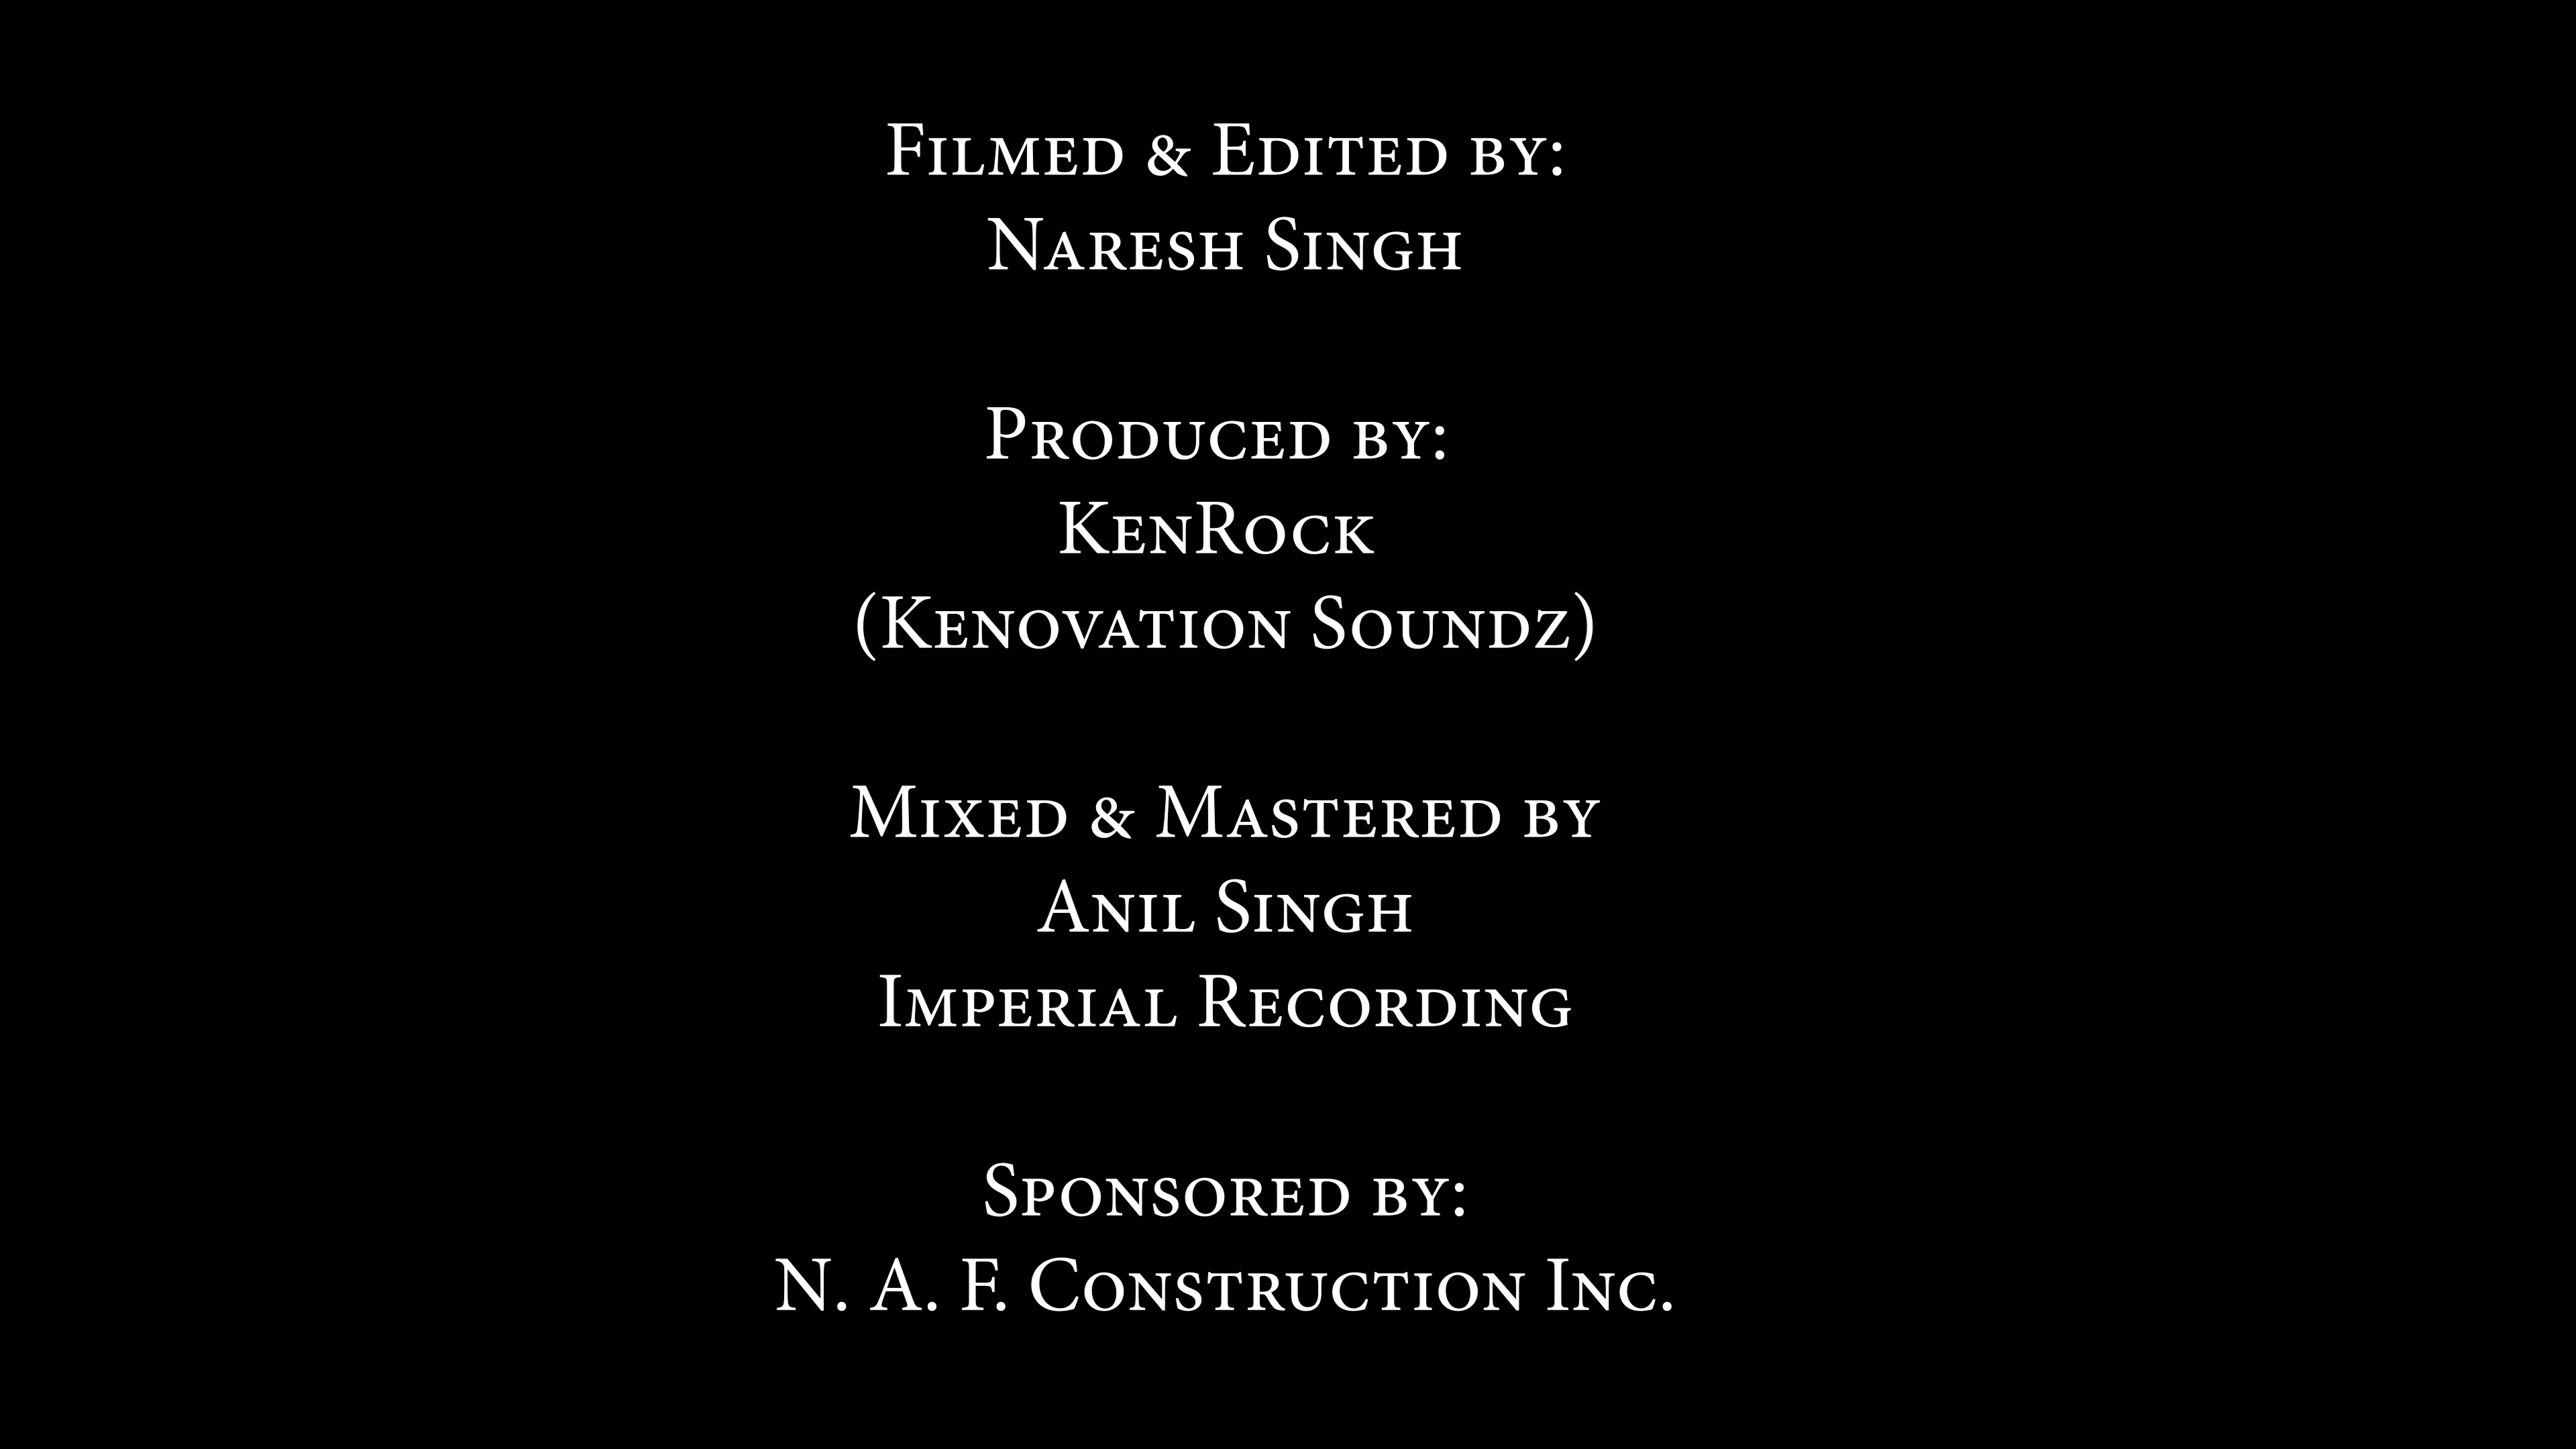 Filmed & Edited by:
Naresh Singh
Produced by:
KenRock
(Kenovation Soundz)
Mixed & Mastered by
Anil Singh
Imperial Recording
Sponsored by:
N. A. F. Construction Inc.